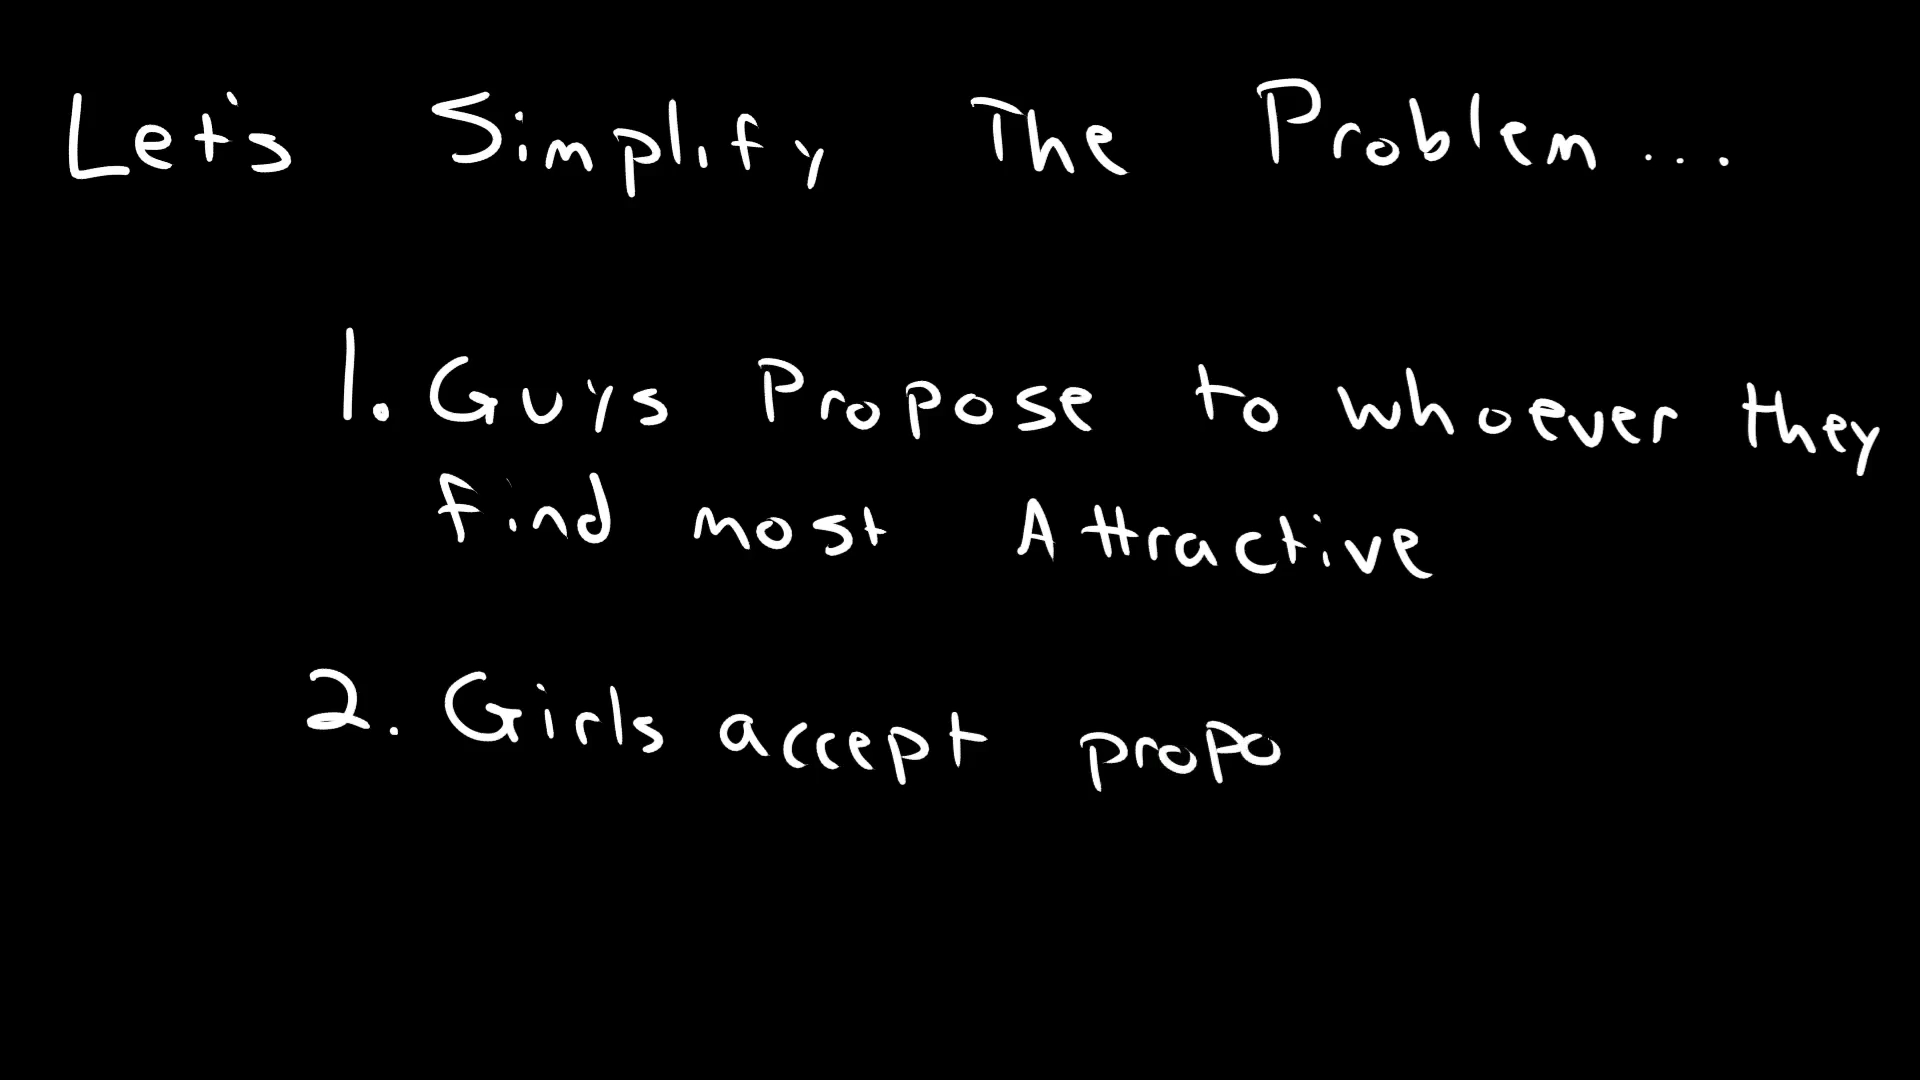 Let's Simplify The Problem...
1. Guys Propose to whoever they
find most Attractive
2. Girls accept propo